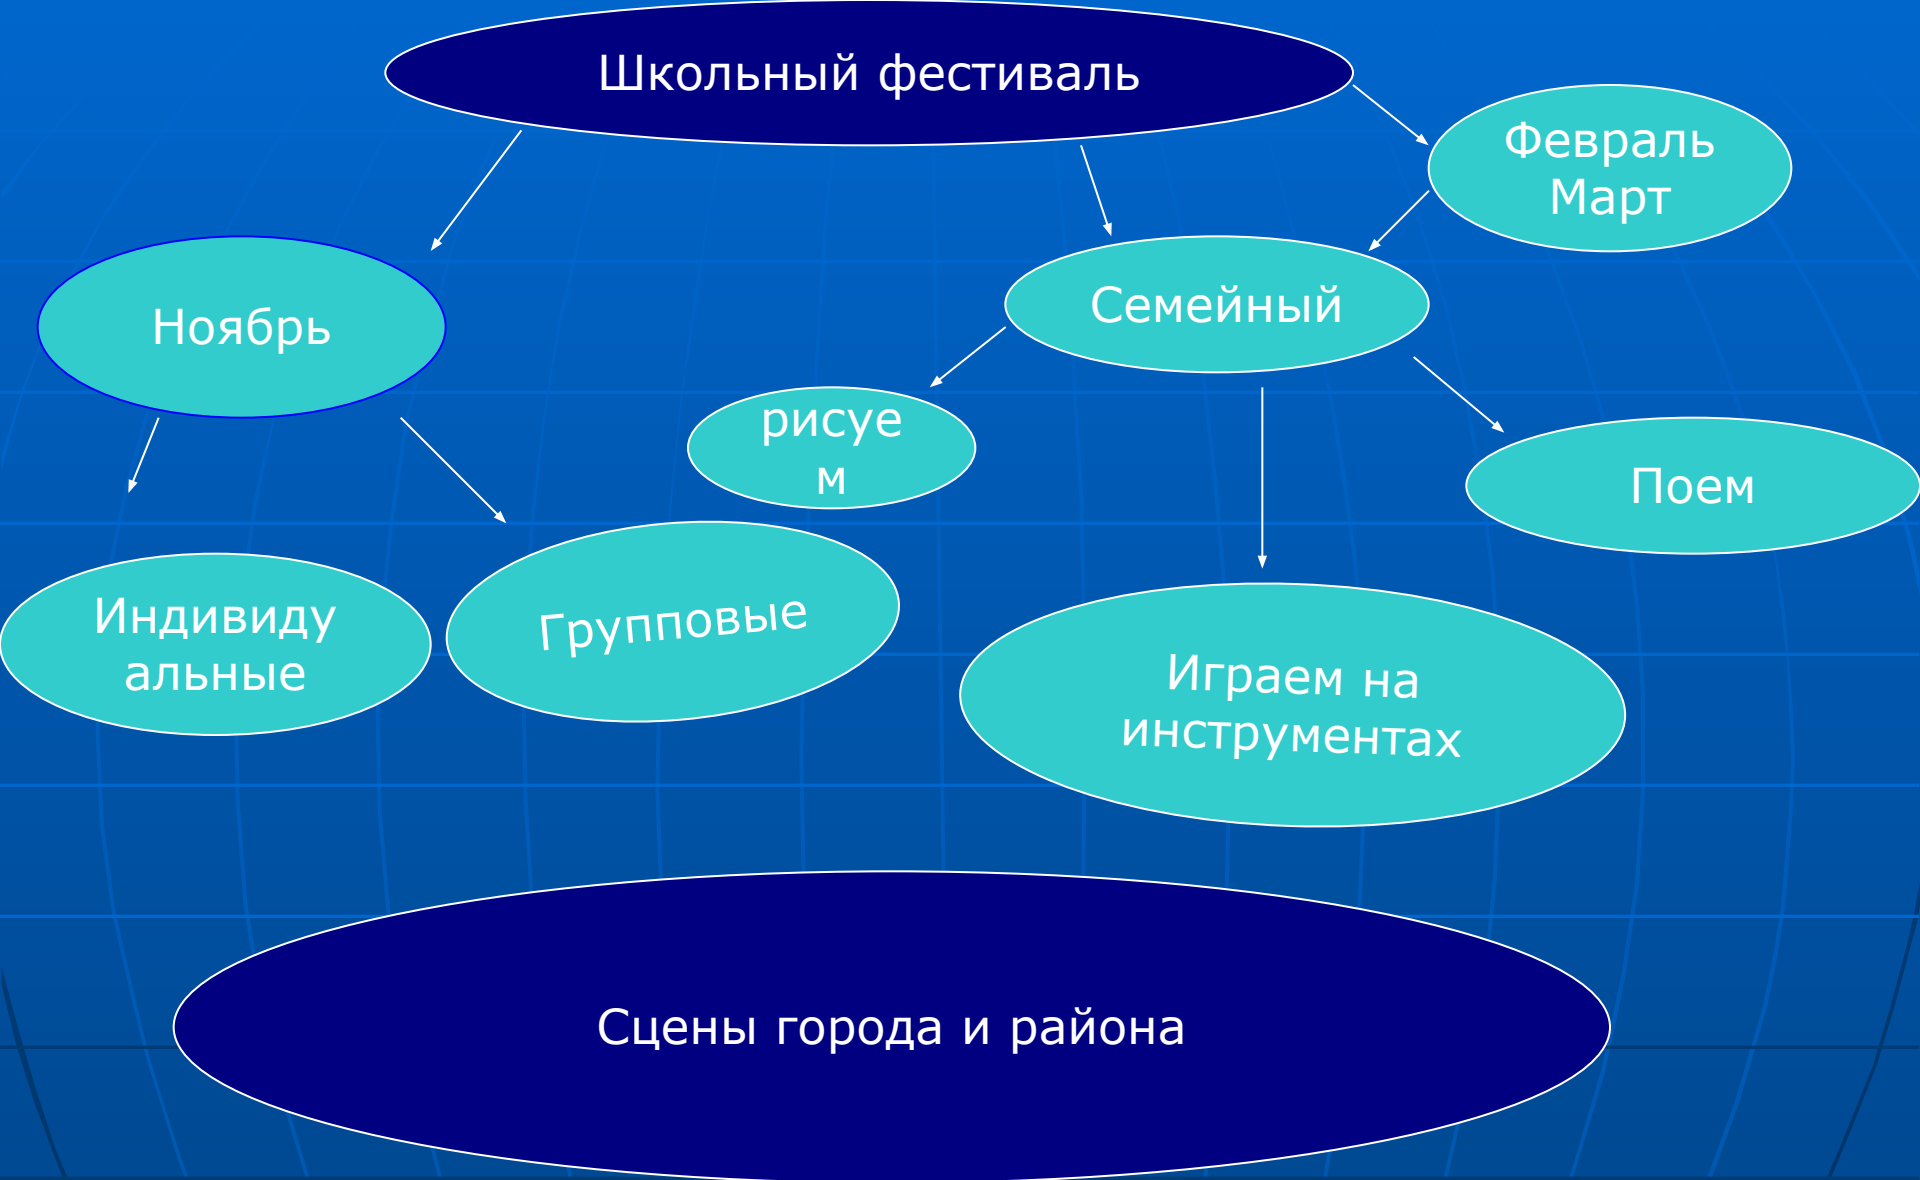 Школьный фестиваль
Февраль
Март
Ноябрь
Семейный
рисуе
м
Поем
Индивиду
альные
Групповые
Играем на
инструментах
Сцены города и района